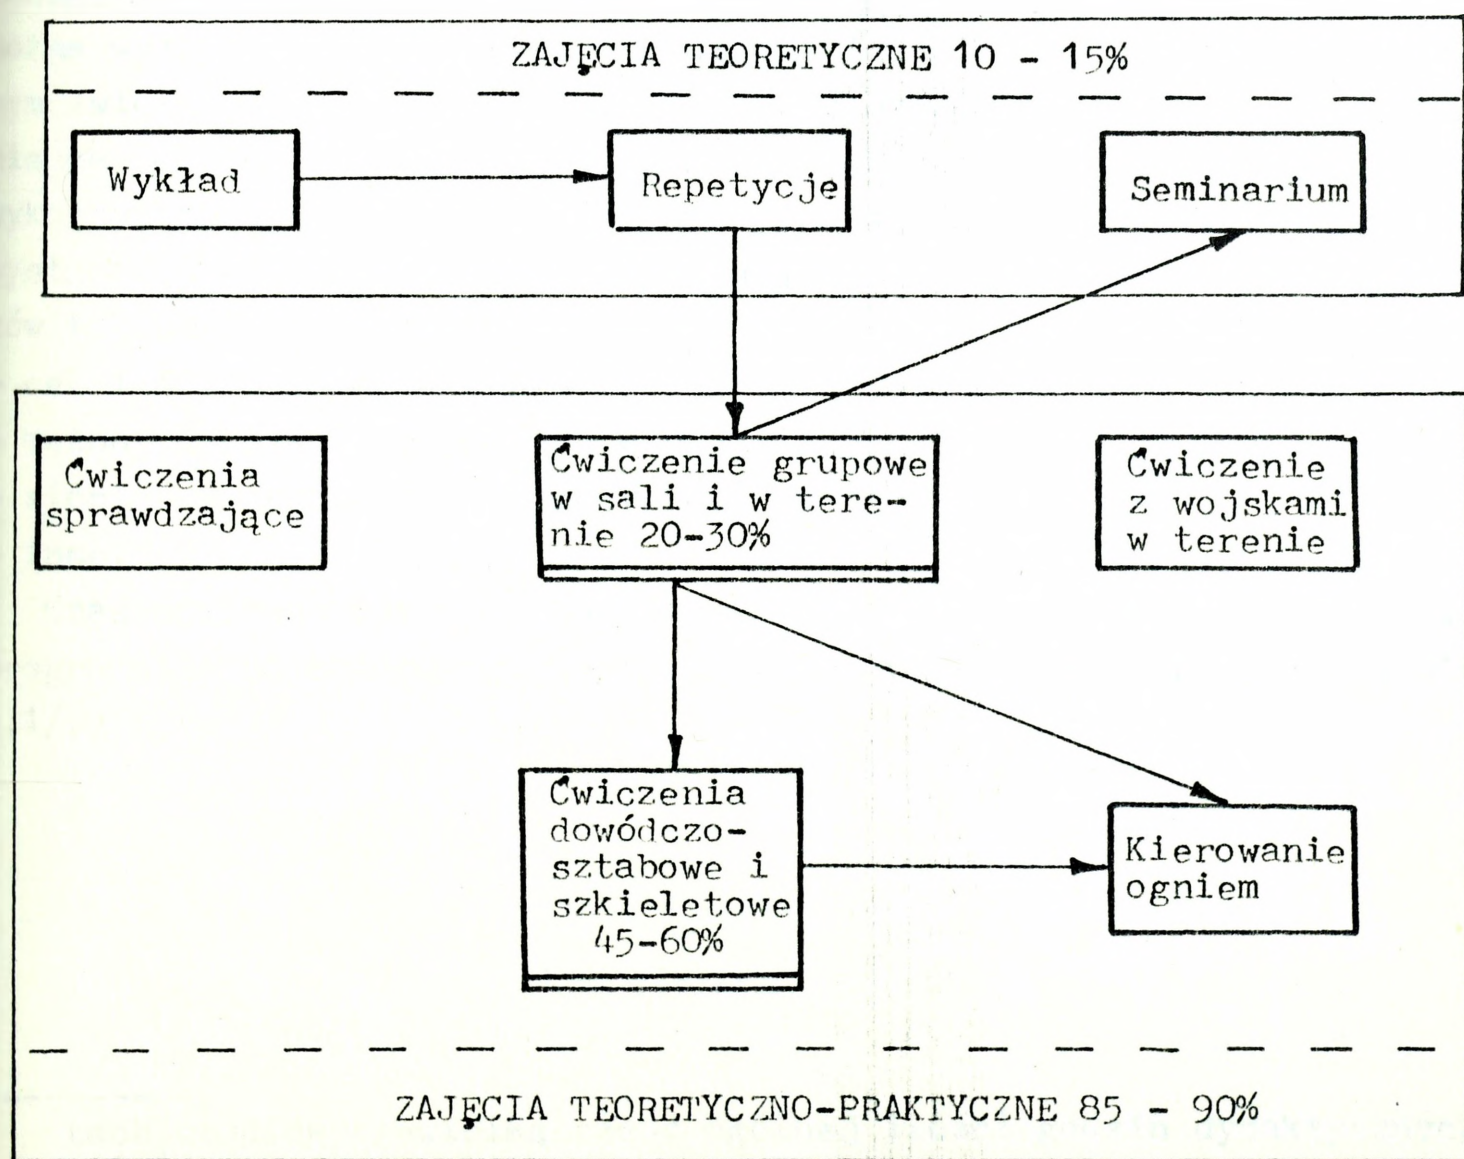 ZAJĘCIA TEORETYCZNE 10 - 15%
Wykład
Repetycje
Seminarium
Ćwiczenia
sprawdzające
Ćwiczenie grupowe
w sali i w tere-
nie 20-30%
Ćwiczenie
z wojskami
w terenie
Ćwiczenia
dowódczo-
sztabowe i
szkieletowe
45-60%
Kierowanie
ogniem
ZAJĘCIA TEORETYCZNO-PRAKTYCZNE 85 - 90%